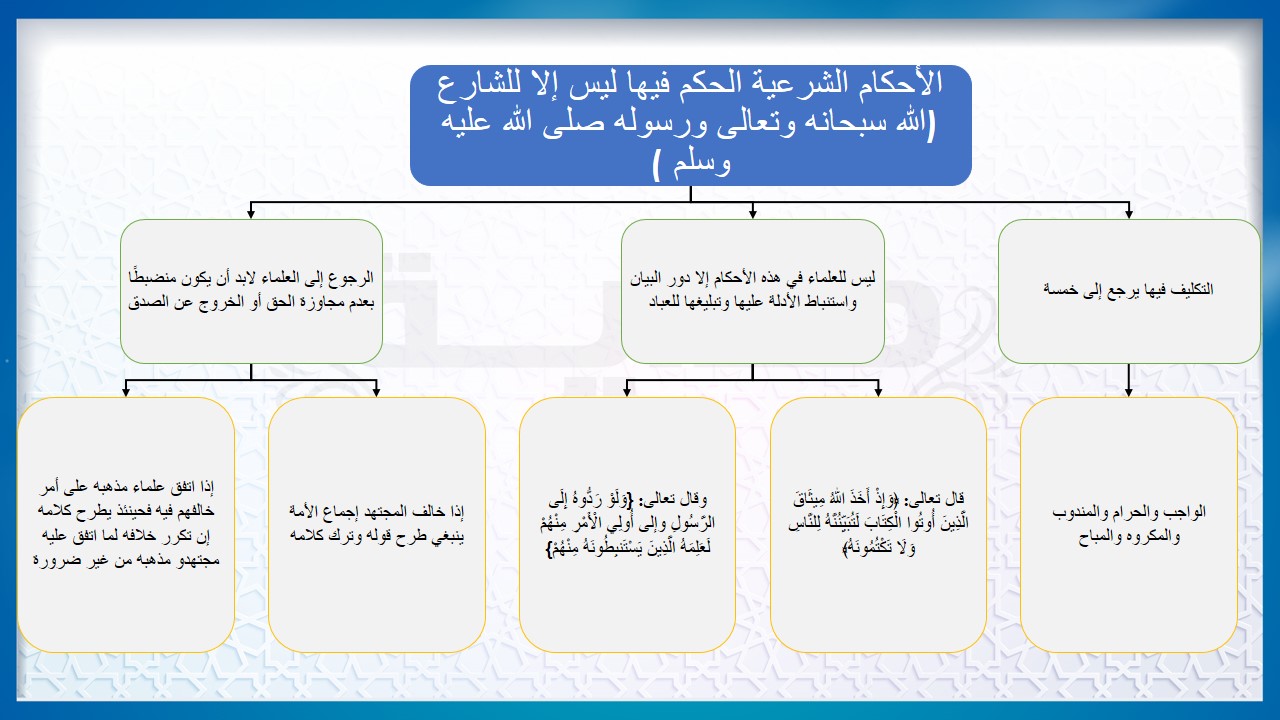 الأحكام الشرعية الحكم فيها ليس إلا للشارع
(الله سبحانه وتعالى ورسوله صلى الله عليه
وسلم )
التكليف فيها يرجع إلى خمسة
ليس للعلماء في هذه الأحكام إلا دور البيان
واستنباط الأدلة عليها وتبليغها للعباد
الرجوع إلى العلماء لابد أن يكون منضبطًا
بعدم مجاوزة الحق أو الخروج عن الصدق
الواجب والحرام والمندوب
والمكروه والمباح
قال تعالى: ﴿وَإِذْ أَخَذَ اللَّهُ مِيثَاقَ
الَّذِينَ أُوتُوا الْكِتَابَ لَتُبَيِّنُنَّهُ لِلنَّاسِ
وَلَا تَكْتُمُونَهُ﴾
وقال تعالى: {وَلَوْ رَدُّوهُ إِلَى
الرَّسُولِ وإلى أُولِي الْأَمْرِ مِنْهُمْ
لَعَلِمَهُ الَّذِينَ يَسْتَنبِطُونَهُ مِنْهُمْ}
إذا خالف المجتهد إجماع الأمة
ينبغي طرح قوله وترك كلامه
إذا اتفق علماء مذهبه على أمر
خالفهم فيه فحينئذ يطرح كلامه
إن تكرر خلافه لما اتفق عليه
مجتهدو مذهبه من غير ضرورة